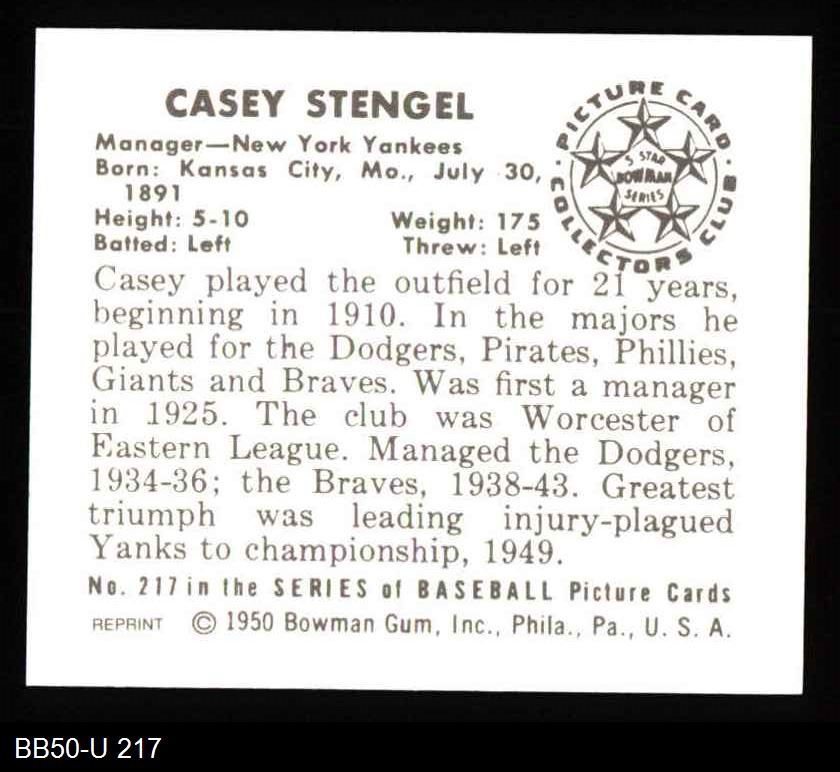 CASEY STENGEL
Manager—New York Yankees
Born: Kansas City, Mo., July 30,
1891
Height: 5-10 Weight: 175
Batted: Left Threw: Left
PICTURE CARD
COLLECTORS CLUB
5 STAR
BOWMAN
SERIES
Casey played the outfield for 21 years,
beginning in 1910. In the majors he
played for the Dodgers, Pirates, Phillies,
Giants and Braves. Was first a manager
in 1925. The club was Worcester of
Eastern League. Managed the Dodgers,
1934-36; the Braves, 1938-43. Greatest
triumph was leading injury-plagued
Yanks to championship, 1949.
No. 217 in the SERIES of BASEBALL Picture Cards
REPRINT © 1950 Bowman Gum, Inc., Phila., Pa., U. S. A.
BB50-U 217